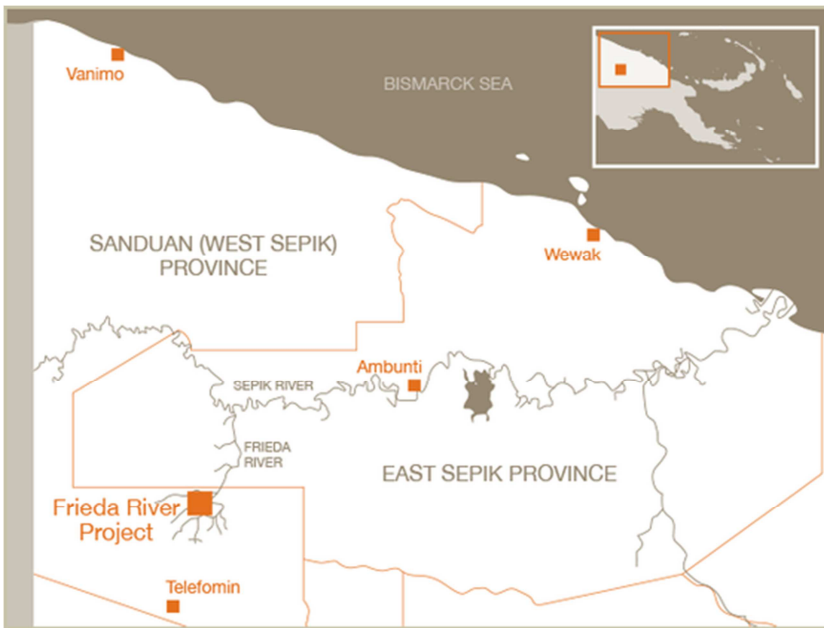 Vanimo
BISMARCK SEA
SANDUAN (WEST SEPIK)
PROVINCE
Wewak
Ambunti
SEPIK RIVER
FRIEDA
RIVER
EAST SEPIK PROVINCE
Frieda River
Project
Telefomin